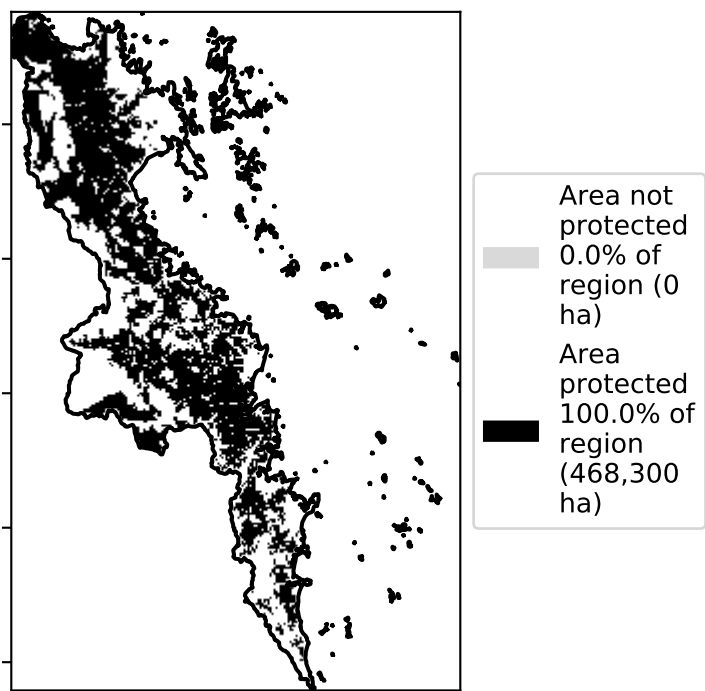 Area not
protected
0.0% of
region (0
ha)
Area
protected
100.0% of
region
(468,300
ha)